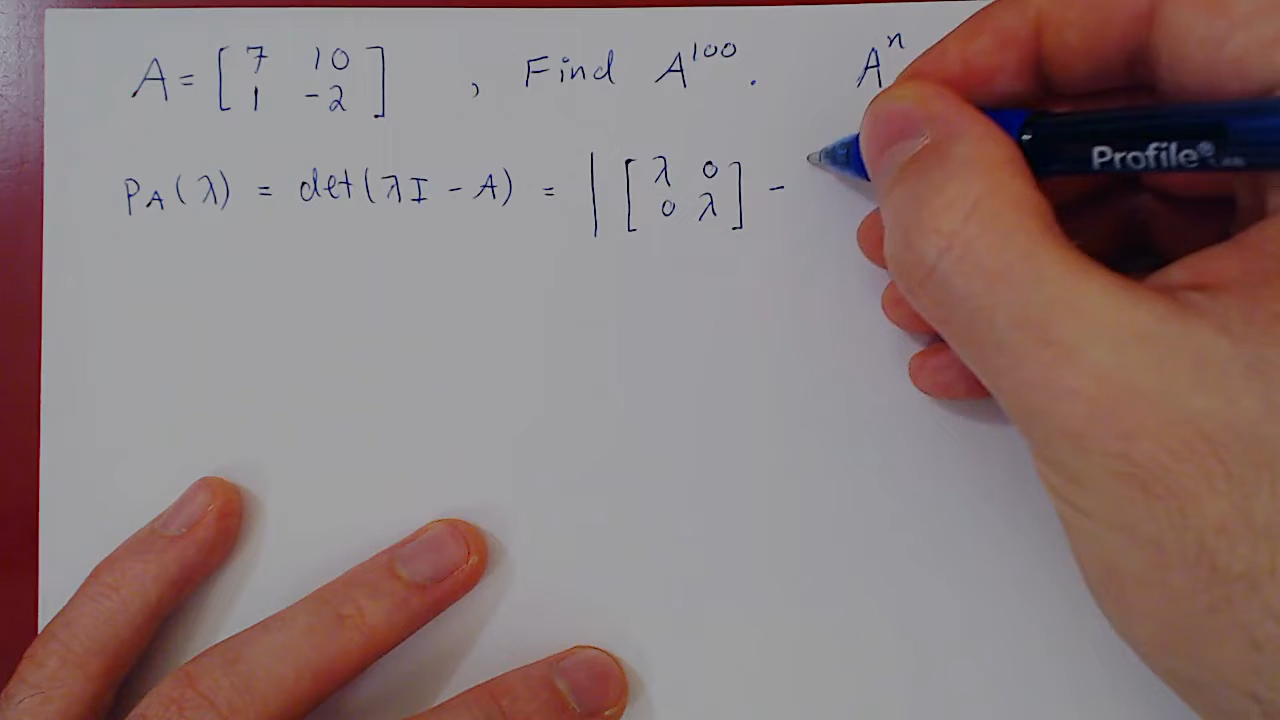 A = [ 7 10 ; 1 -2 ] , Find A^100 . A^n
P_A(λ) = det(λI - A) = | [ λ 0 ; 0 λ ] -
Profile®